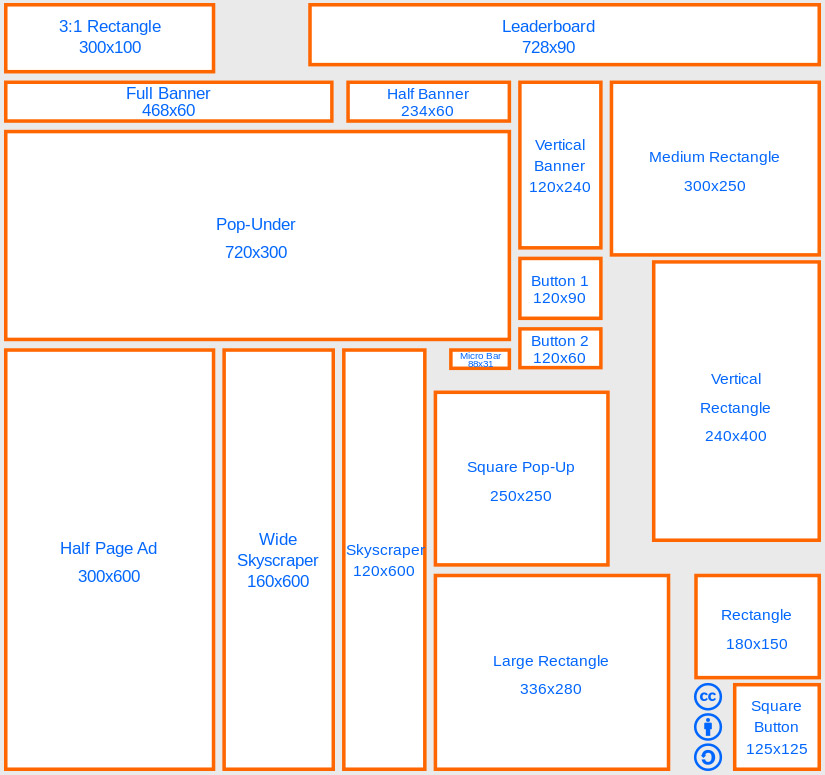 3:1 Rectangle
300x100
Leaderboard
728x90
Full Banner
468x60
Half Banner
234x60
Vertical
Banner
120x240
Medium Rectangle
300x250
Pop-Under
720x300
Button 1
120x90
Button 2
120x60
Micro Bar
88x31
Vertical
Rectangle
240x400
Square Pop-Up
250x250
Half Page Ad
300x600
Wide
Skyscraper
160x600
Skyscraper
120x600
Large Rectangle
336x280
Rectangle
180x150
cc
Square
Button
125x125